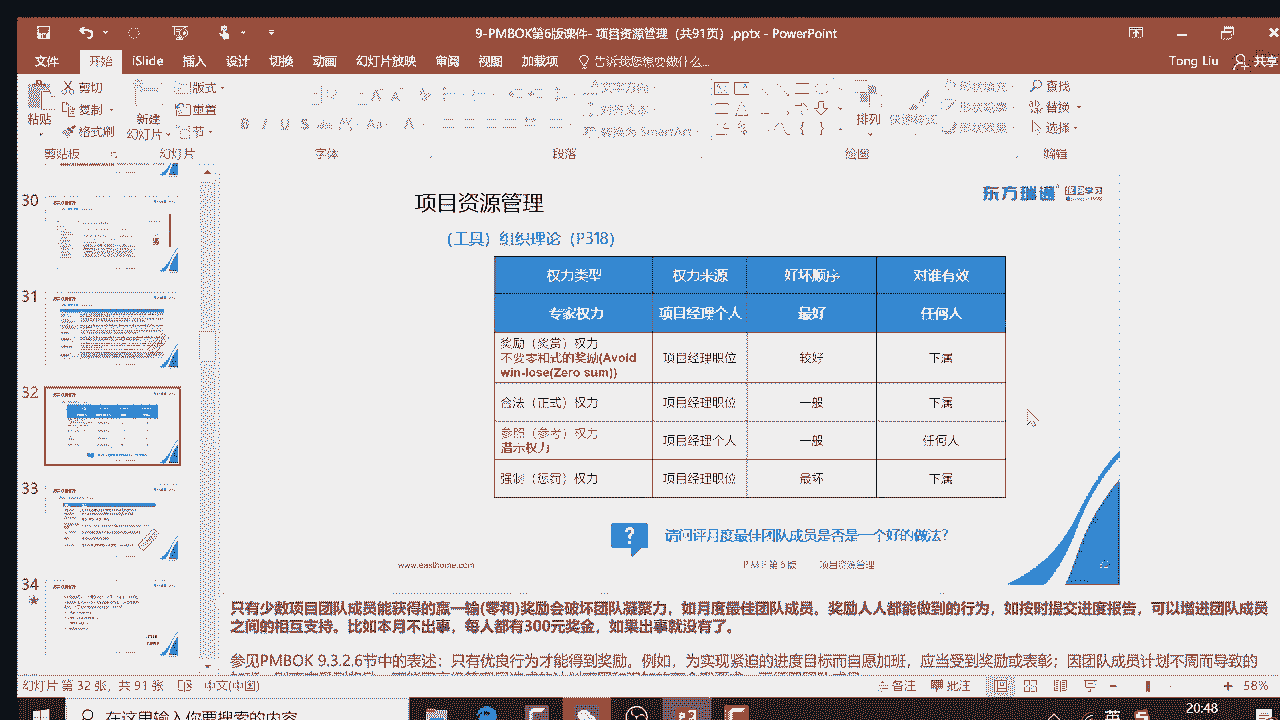 9-PMBOK第6版课件- 项目资源管理（共91页）.pptx - PowerPoint
文件 开始 iSlide 插入 设计 切换 动画 幻灯片放映 审阅 视图 加载项 告诉我您想要做什么... Tong Liu 共享
剪切
复制
格式刷
粘贴
新建
幻灯片
版式
重置
节
文字方向
对齐文本
转换为 SmartArt
排列
快速样式
形状填充
形状轮廓
形状效果
查找
替换
选择
剪贴板 幻灯片 字体 段落 绘图 编辑
30
31
32
33
34
项目资源管理
东方瑞通
（工具）组织理论（P318）
权力类型 权力来源 好坏顺序 对谁有效
专家权力 项目经理个人 最好 任何人
奖励（奖赏）权力
不要零和式的奖励(Avoid
win-lose(Zero sum))
项目经理职位 较好 下属
合法（正式）权力 项目经理职位 一般 下属
参照（参考）权力
潜示权力
项目经理个人 一般 任何人
强制（惩罚）权力 项目经理职位 最坏 下属
?
请问评月度最佳团队成员是否是一个好的做法?
www.easthome.com
PMP 第 6 版 项目资源管理
只有少数项目团队成员能获得的赢一输(零和)奖励会破坏团队凝聚力，如月度最佳团队成员。奖励人人都能做到的行为，如按时提交进度报告，可以增进团队成员
之间的相互支持。比如本月不出事，每人都有300元奖金，如果出事就没有了。
参见PMBOK 9.3.2.6节中的表述：只有优良行为才能得到奖励。例如，为实现紧迫的进度目标而自愿加班，应当受到奖励或表彰；因团队成员计划不周而导致的
幻灯片 第 32 张，共 91 张 中文(中国) 备注 批注 58%
在这里输入你要搜索的内容
20:48